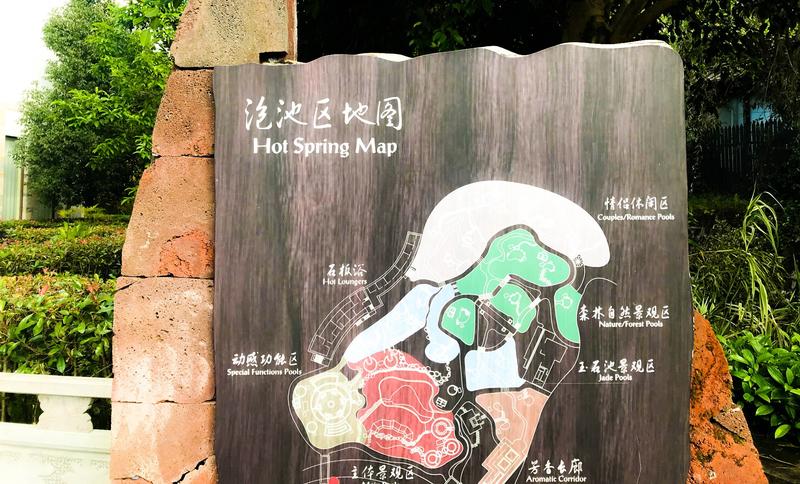 泡池区地图
Hot Spring Map
情侣休闲区
Couples/Romance Pools
石板浴
Hot Loungers
森林自然景观区
Nature/Forest Pools
动感功能区
Special Functions Pools
玉石池景观区
Jade Pools
主体景观区
芳香长廊
Aromatic Corridor